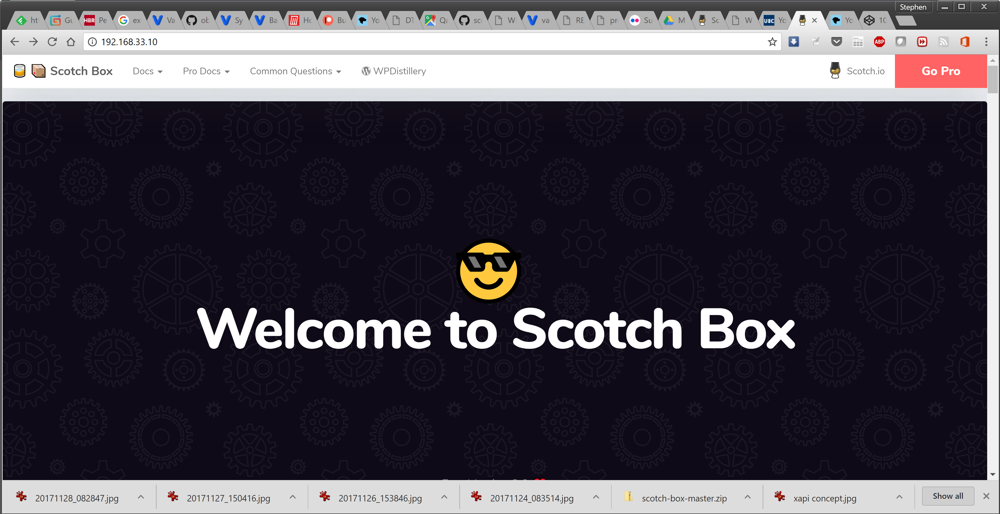 Stephen
Gu
HBR Pe
ex
Va
ob
Sy
Ba
Bu
Yo
DT
Qa
sc
W
va
RE
pr
Su
M
Sc
W
UBC Yo
Yo
10
192.168.33.10
ABP
Scotch Box Docs Pro Docs Common Questions WPDistillery Scotch.io Go Pro
Welcome to Scotch Box
20171128_082847.jpg 20171127_150416.jpg 20171126_153846.jpg 20171124_083514.jpg scotch-box-master.zip xapi concept.jpg Show all